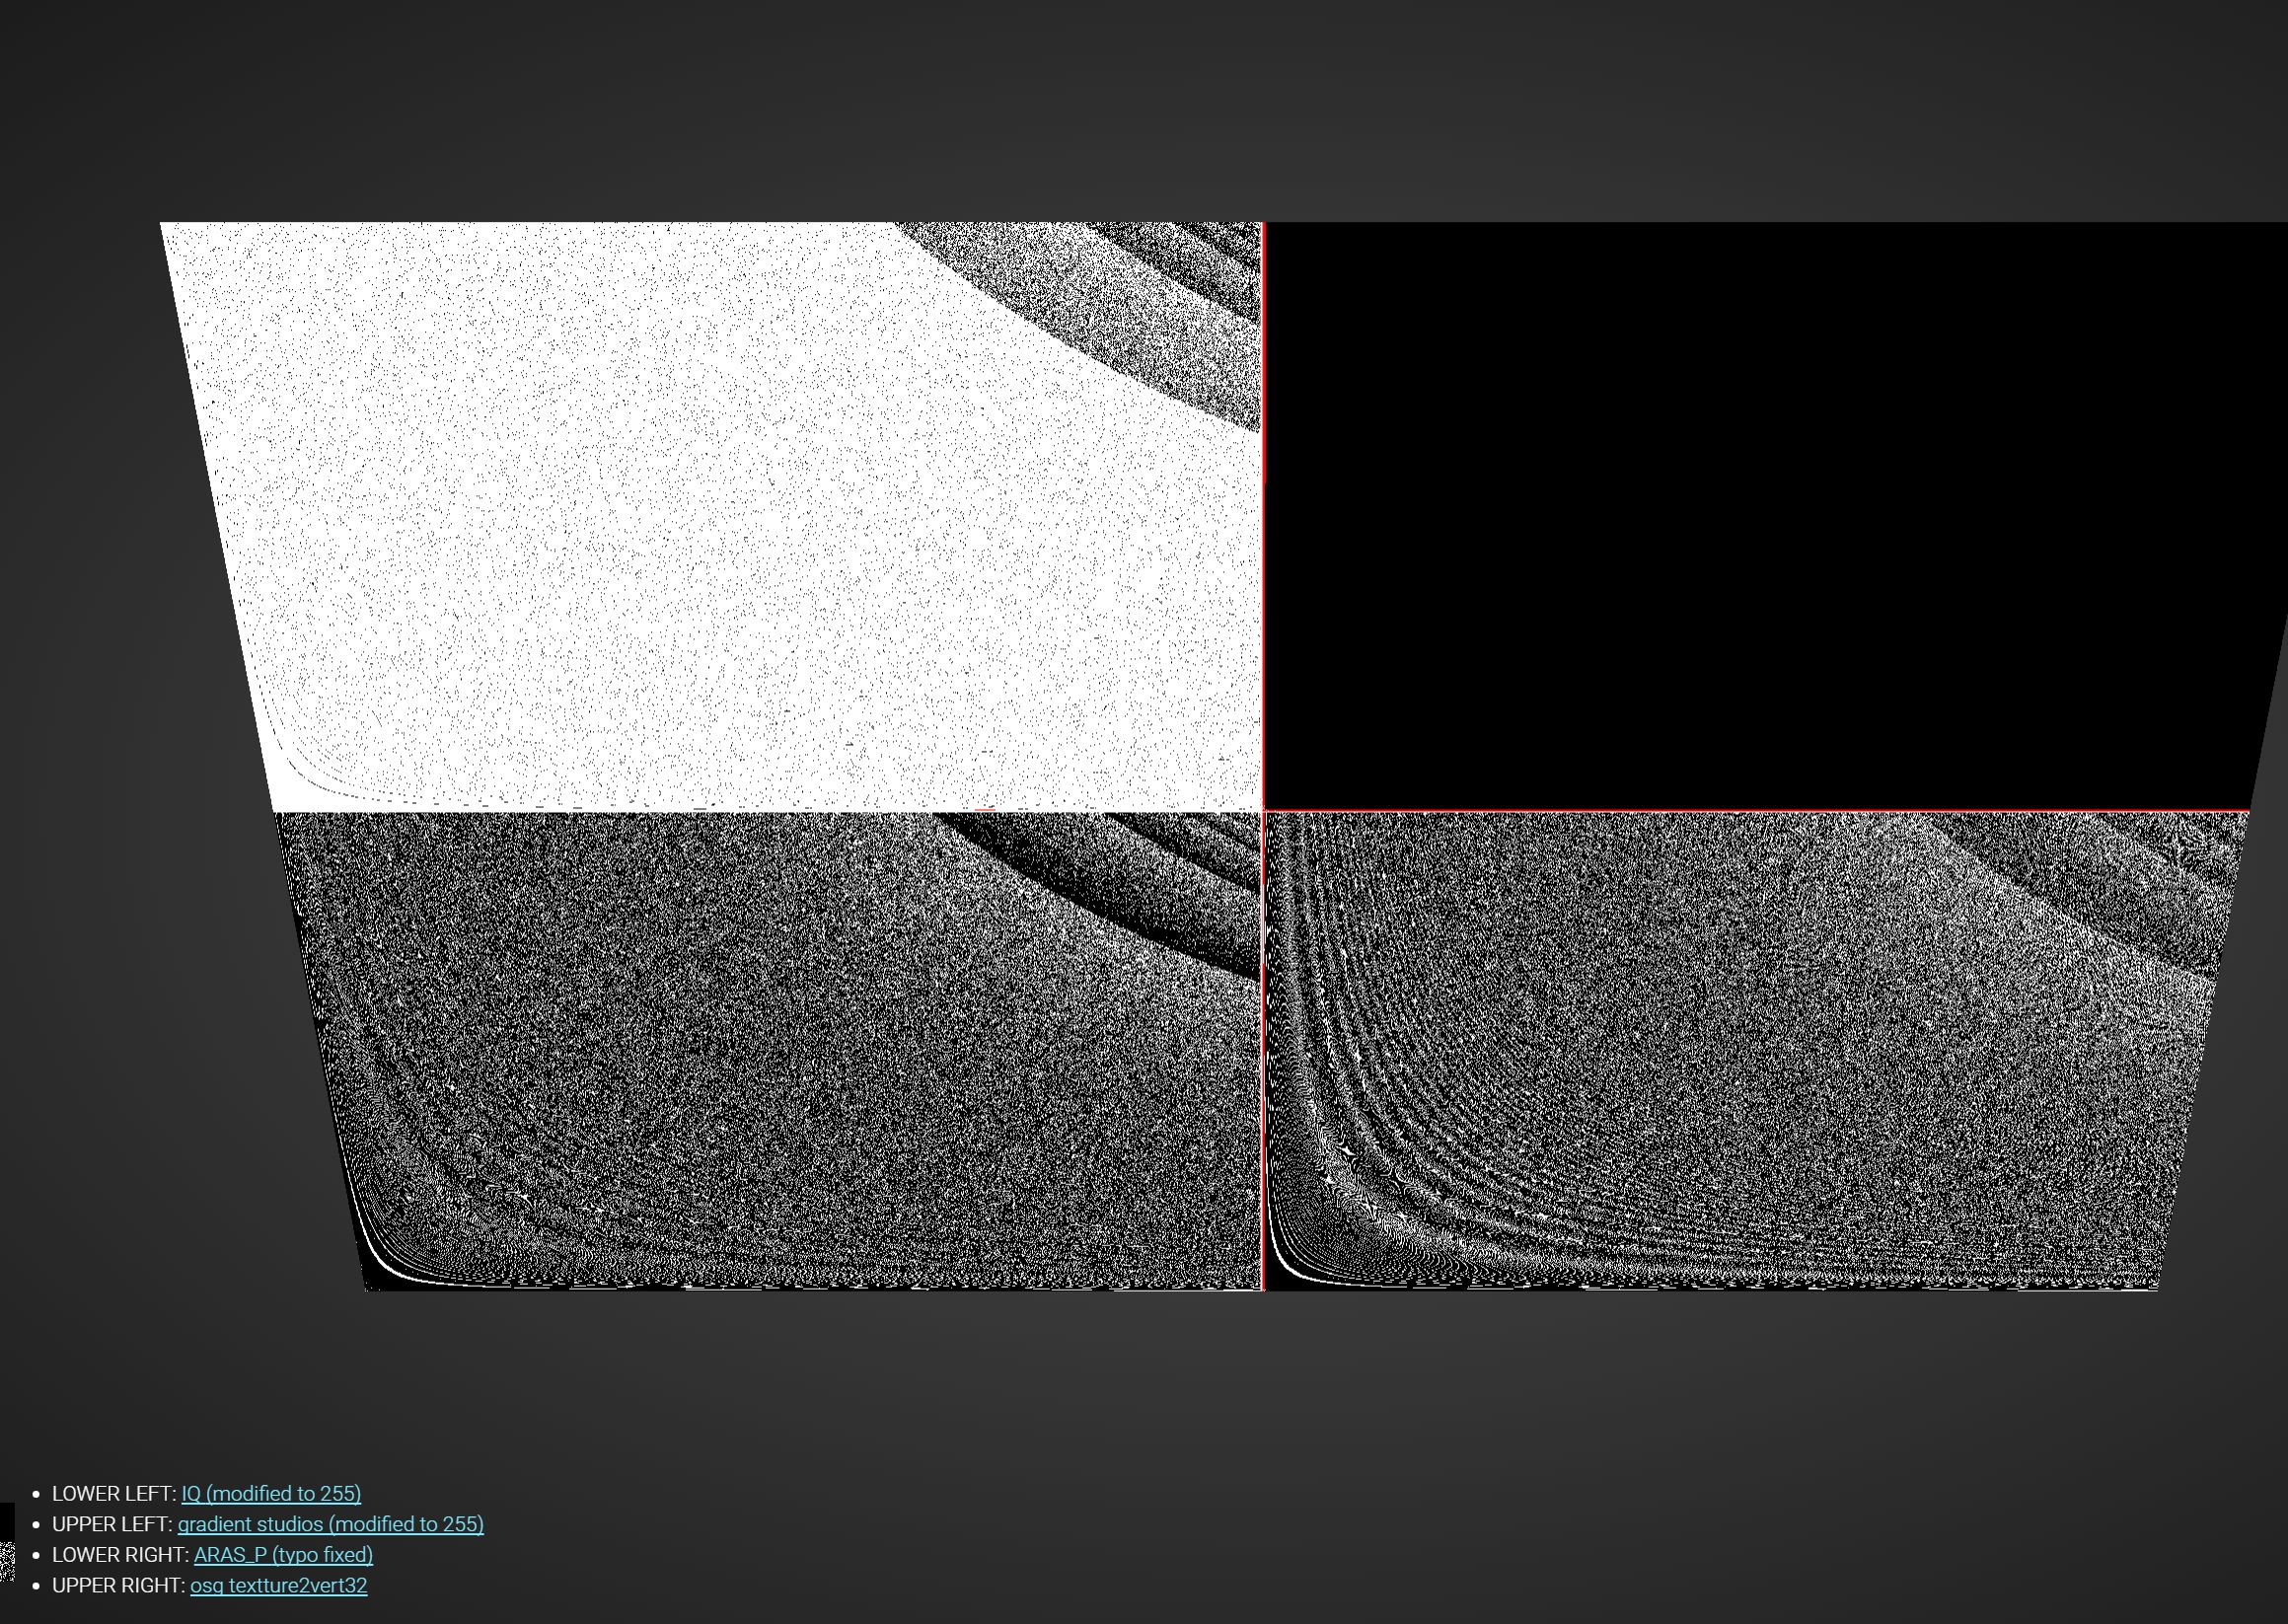 LOWER LEFT: IQ (modified to 255)
UPPER LEFT: gradient studios (modified to 255)
LOWER RIGHT: ARAS_P (typo fixed)
UPPER RIGHT: osg textture2vert32